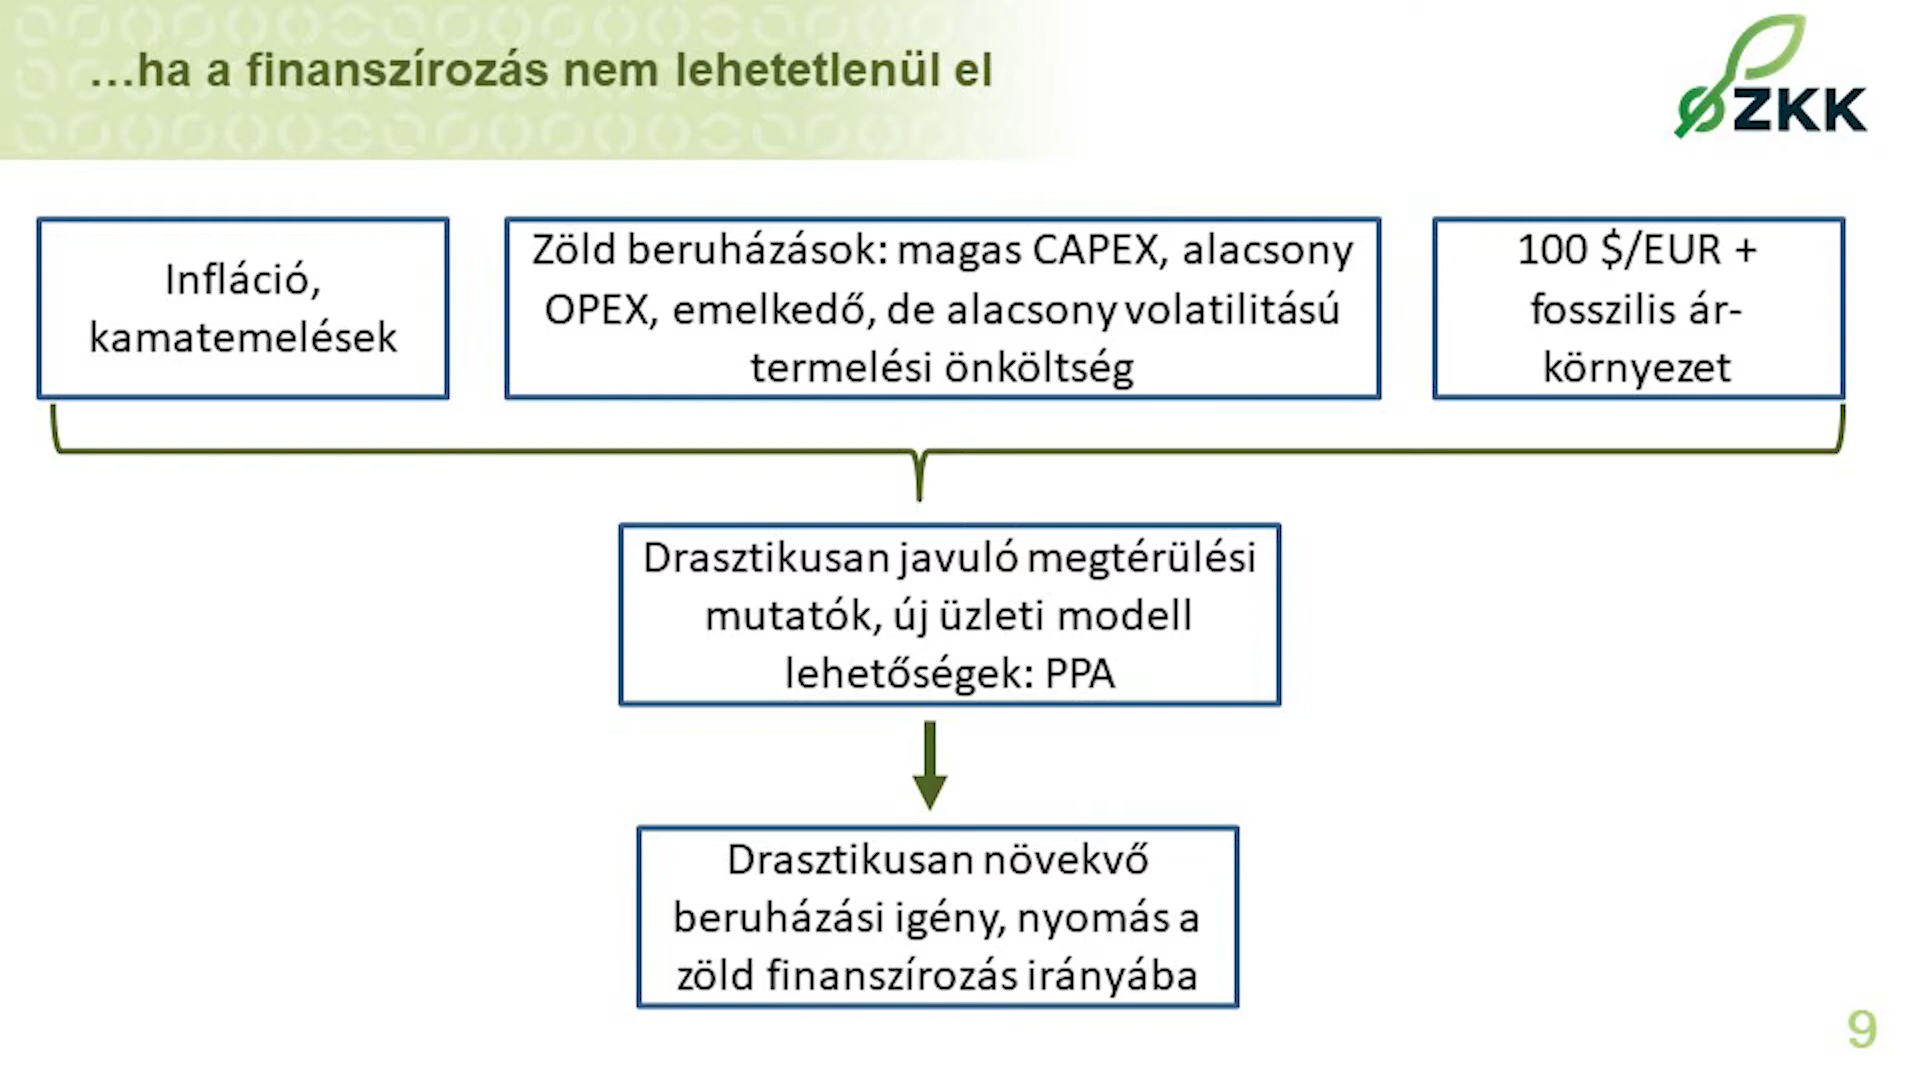 ...ha a finanszírozás nem lehetetlenül el
ZKK
Infláció,
kamatemelések
Zöld beruházások: magas CAPEX, alacsony
OPEX, emelkedő, de alacsony volatilitású
termelési önköltség
100 $/EUR +
fosszilis ár-
környezet
Drasztikusan javuló megtérülési
mutatók, új üzleti modell
lehetőségek: PPA
Drasztikusan növekvő
beruházási igény, nyomás a
zöld finanszírozás irányába
9